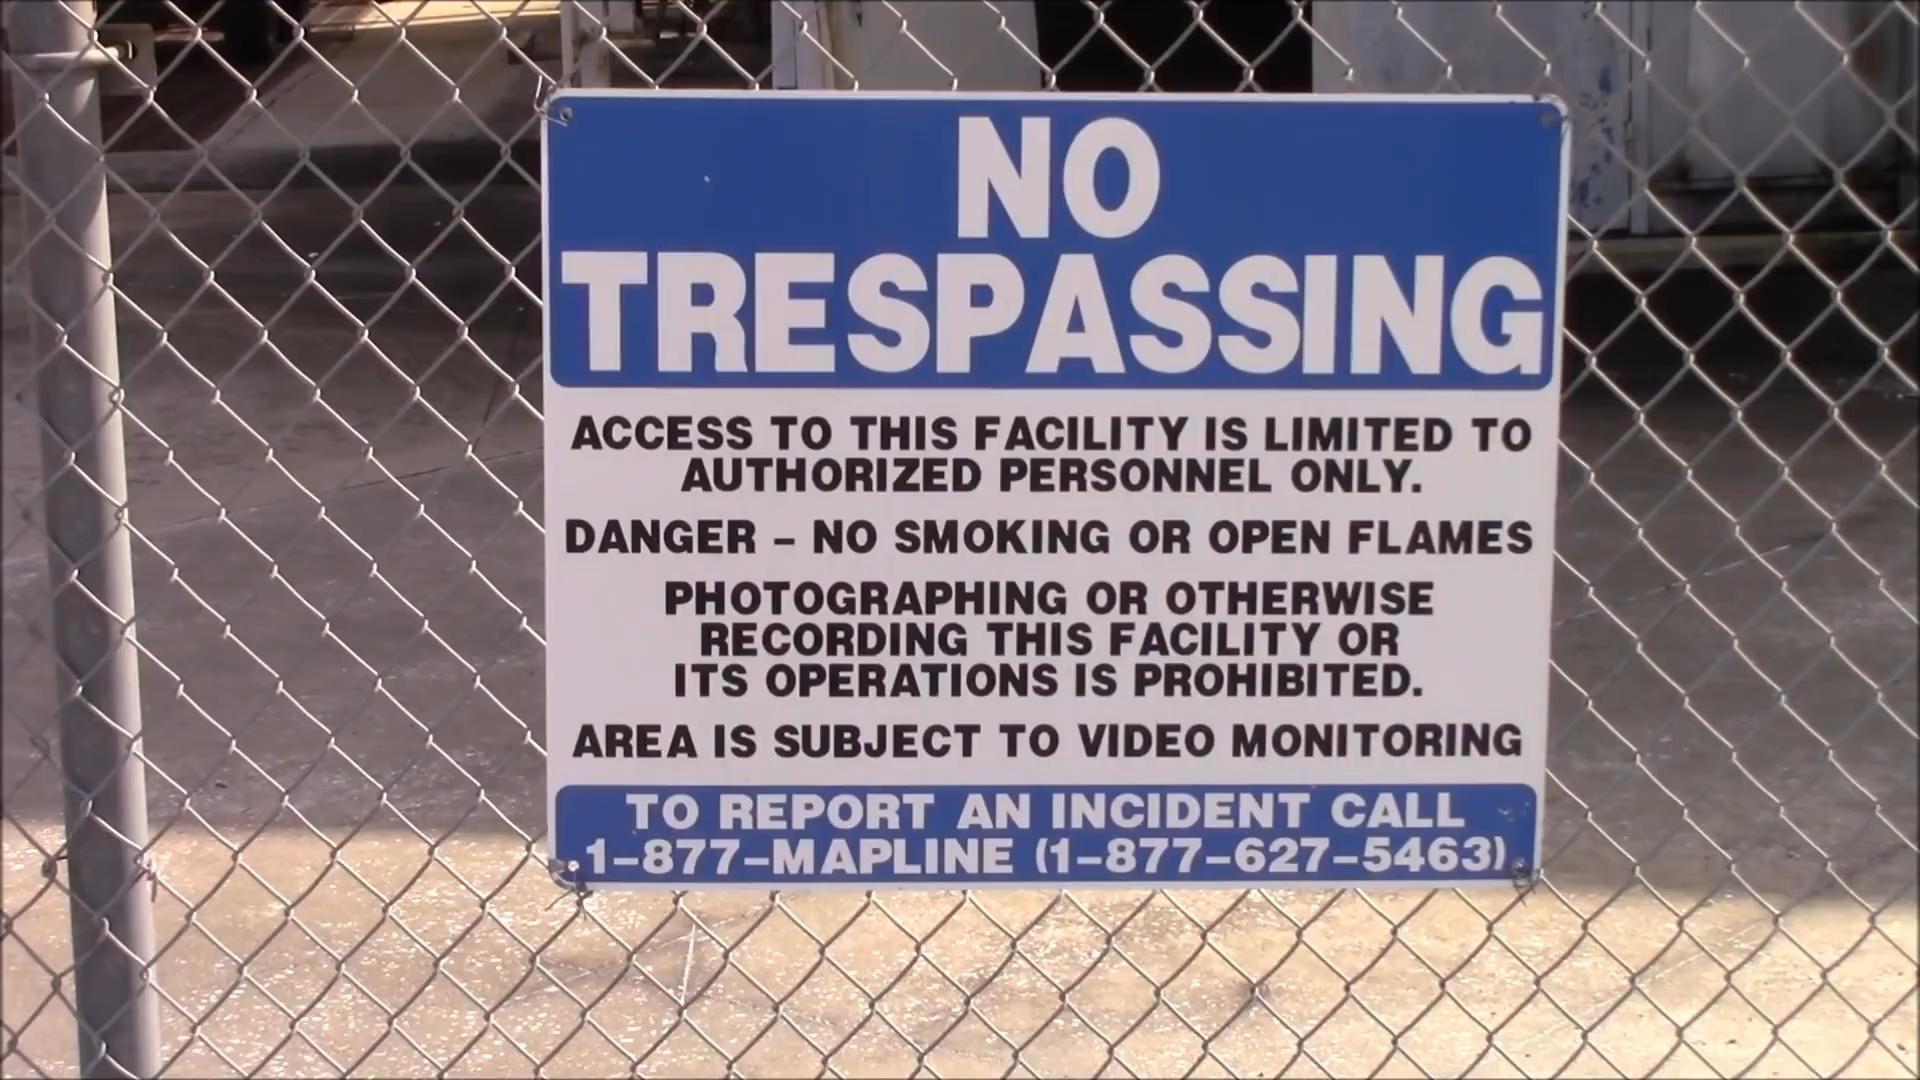 NO
TRESPASSING
ACCESS TO THIS FACILITY IS LIMITED TO
AUTHORIZED PERSONNEL ONLY.
DANGER – NO SMOKING OR OPEN FLAMES
PHOTOGRAPHING OR OTHERWISE
RECORDING THIS FACILITY OR
ITS OPERATIONS IS PROHIBITED.
AREA IS SUBJECT TO VIDEO MONITORING
TO REPORT AN INCIDENT CALL
1–877–MAPLINE (1–877–627–5463)